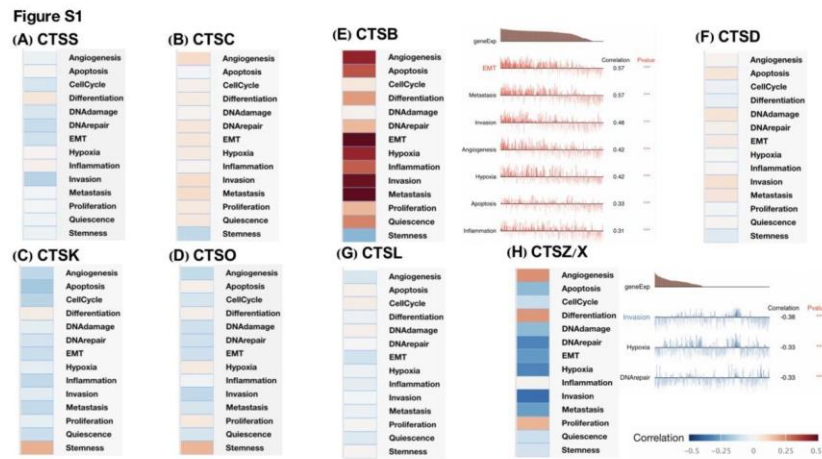 Figure S1
(A) CTSS
Angiogenesis
Apoptosis
CellCycle
Differentiation
DNAdamage
DNArepair
EMT
Hypoxia
Inflammation
Invasion
Metastasis
Proliferation
Quiescence
Stemness
(B) CTSC
Angiogenesis
Apoptosis
CellCycle
Differentiation
DNAdamage
DNArepair
EMT
Hypoxia
Inflammation
Invasion
Metastasis
Proliferation
Quiescence
Stemness
(E) CTSB
Angiogenesis
Apoptosis
CellCycle
Differentiation
DNAdamage
DNArepair
EMT
Hypoxia
Inflammation
Invasion
Metastasis
Proliferation
Quiescence
Stemness
geneExp
Correlation Pvalue
EMT 0.57 ***
Metastasis 0.57 ***
Invasion 0.46 ***
Angiogenesis 0.42 ***
Hypoxia 0.42 ***
Apoptosis 0.33 ***
Inflammation 0.31 ***
(F) CTSD
Angiogenesis
Apoptosis
CellCycle
Differentiation
DNAdamage
DNArepair
EMT
Hypoxia
Inflammation
Invasion
Metastasis
Proliferation
Quiescence
Stemness
(C) CTSK
Angiogenesis
Apoptosis
CellCycle
Differentiation
DNAdamage
DNArepair
EMT
Hypoxia
Inflammation
Invasion
Metastasis
Proliferation
Quiescence
Stemness
(D) CTSO
Angiogenesis
Apoptosis
CellCycle
Differentiation
DNAdamage
DNArepair
EMT
Hypoxia
Inflammation
Invasion
Metastasis
Proliferation
Quiescence
Stemness
(G) CTSL
Angiogenesis
Apoptosis
CellCycle
Differentiation
DNAdamage
DNArepair
EMT
Hypoxia
Inflammation
Invasion
Metastasis
Proliferation
Quiescence
Stemness
(H) CTSZ/X
Angiogenesis
Apoptosis
CellCycle
Differentiation
DNAdamage
DNArepair
EMT
Hypoxia
Inflammation
Invasion
Metastasis
Proliferation
Quiescence
Stemness
geneExp
Correlation Pvalu
Invasion -0.38 **
Hypoxia -0.33 **
DNArepair -0.33 **
Correlation
-0.5 -0.25 0 0.25 0.5